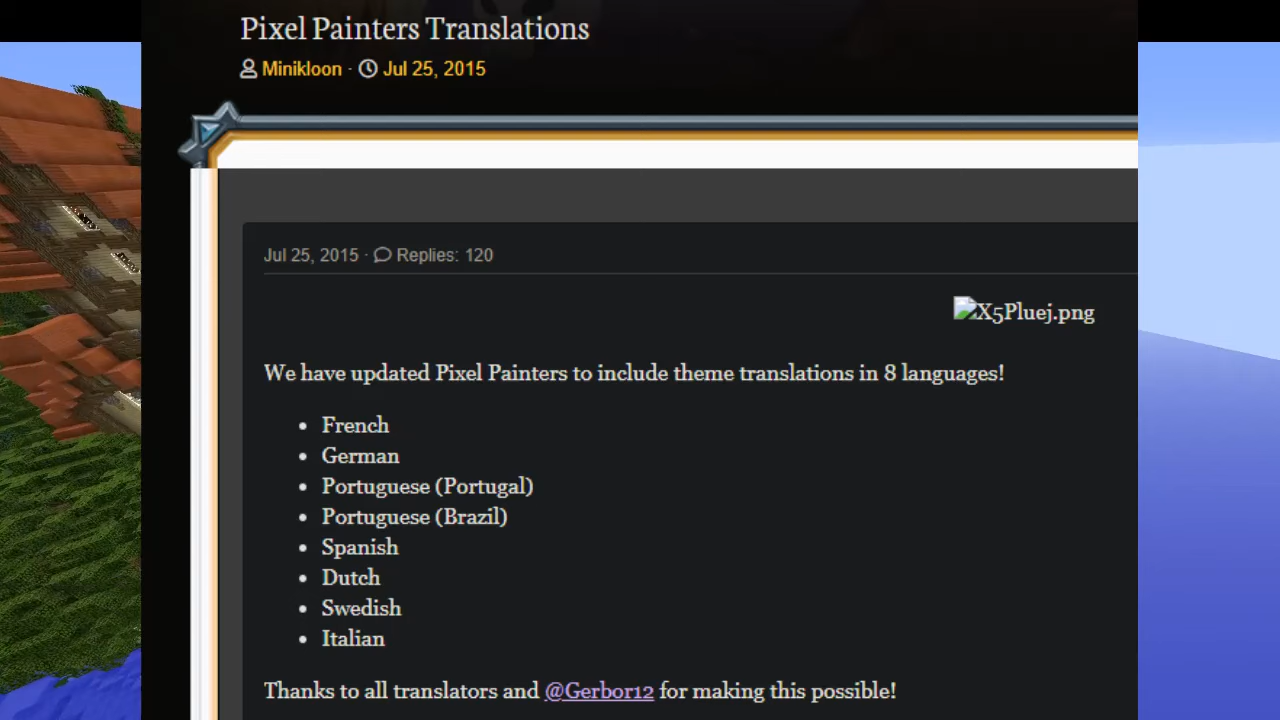 Pixel Painters Translations
Minikloon · Jul 25, 2015
Jul 25, 2015 · Replies: 120
X5Pluej.png
We have updated Pixel Painters to include theme translations in 8 languages!
• French
• German
• Portuguese (Portugal)
• Portuguese (Brazil)
• Spanish
• Dutch
• Swedish
• Italian
Thanks to all translators and @Gerbor12 for making this possible!